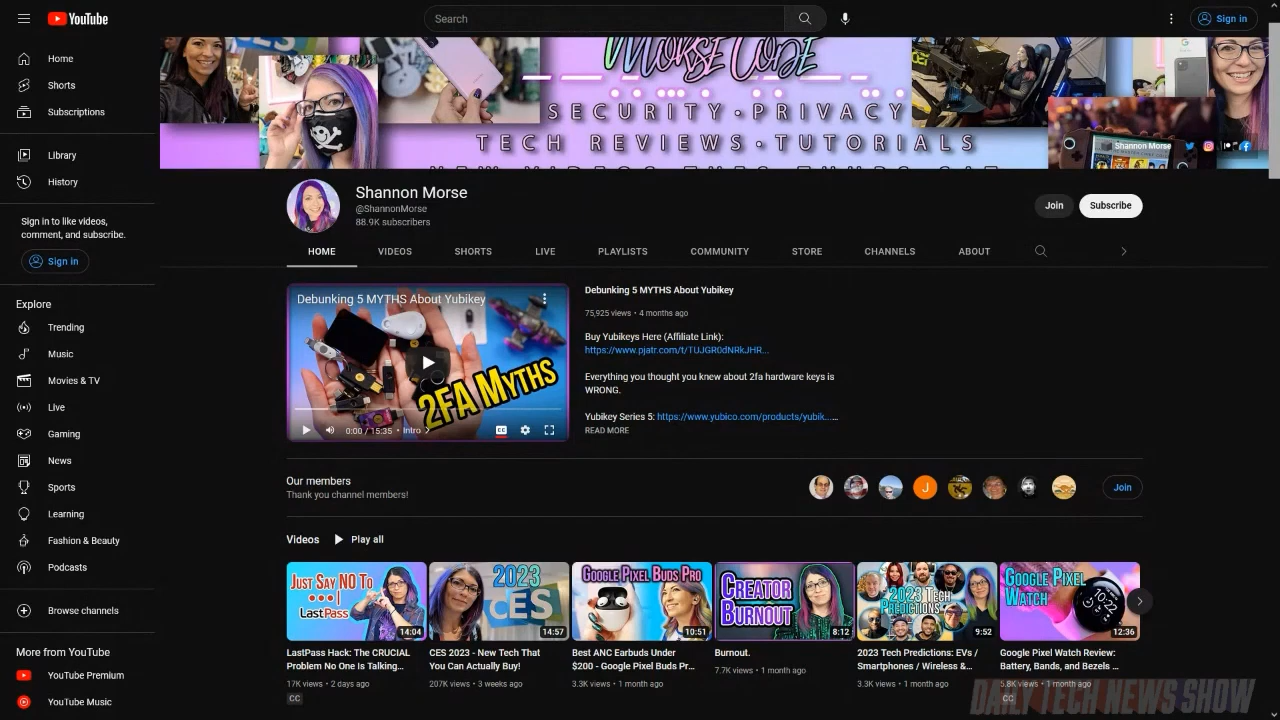 YouTube
Search
Sign in
Home
Shorts
Subscriptions
Library
History
Sign in to like videos,
comment, and subscribe.
Sign in
Explore
Trending
Music
Movies & TV
Live
Gaming
News
Sports
Learning
Fashion & Beauty
Podcasts
Browse channels
More from YouTube
YouTube Premium
YouTube Music
MORSE CODE
SECURITY • PRIVACY
TECH REVIEWS • TUTORIALS
Shannon Morse
Shannon Morse
@ShannonMorse
88.9K subscribers
Join
Subscribe
HOME
VIDEOS
SHORTS
LIVE
PLAYLISTS
COMMUNITY
STORE
CHANNELS
ABOUT
Debunking 5 MYTHS About Yubikey
2FA MYTHS
0:00 / 15:35 • Intro
CC
Debunking 5 MYTHS About Yubikey
75,925 views • 4 months ago
Buy Yubikeys Here (Affiliate Link):
https://www.pjatr.com/t/TUJGR0dNRkJHR...
Everything you thought you knew about 2fa hardware keys is
WRONG.
Yubikey Series 5: https://www.yubico.com/products/yubik......
READ MORE
Our members
Thank you channel members!
J
Join
Videos
Play all
JUST SAY NO TO
LastPass
14:04
LastPass Hack: The CRUCIAL
Problem No One Is Talking...
17K views • 2 days ago
CC
2023
CES
14:57
CES 2023 - New Tech That
You Can Actually Buy!
207K views • 3 weeks ago
GOOGLE PIXEL BUDS PRO
10:51
Best ANC Earbuds Under
$200 - Google Pixel Buds Pr...
3.3K views • 1 month ago
CREATOR
BURNOUT
8:12
Burnout.
7.7K views • 1 month ago
2023 TECH
PREDICTIONS
9:52
2023 Tech Predictions: EVs /
Smartphones / Wireless &...
3.3K views • 1 month ago
GOOGLE PIXEL
WATCH
10:22
12:36
Google Pixel Watch Review:
Battery, Bands, and Bezels ...
5.8K views • 1 month ago
CC
DAILY TECH NEWS SHOW